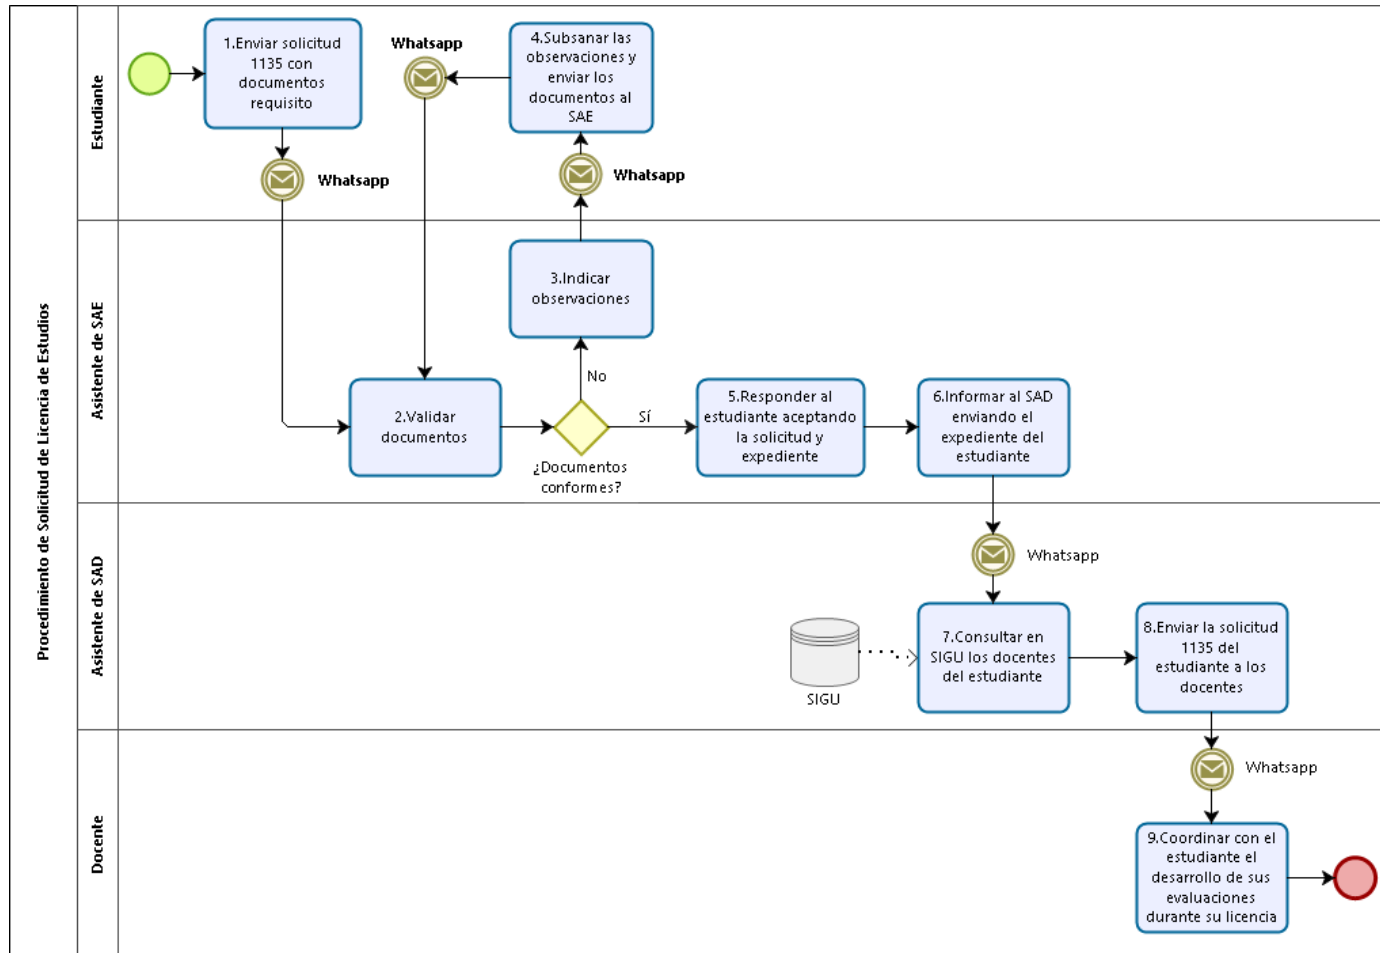 Procedimiento de Solicitud de Licencia de Estudios
Estudiante
1.Enviar solicitud
1135 con
documentos
requisito
Whatsapp
Whatsapp
4.Subsanar las
observaciones y
enviar los
documentos al
SAE
Whatsapp
Asistente de SAE
3.Indicar
observaciones
No
2.Validar
documentos
¿Documentos
conformes?
Sí
5.Responder al
estudiante aceptando
la solicitud y
expediente
6.Informar al SAD
enviando el
expediente del
estudiante
Asistente de SAD
Whatsapp
SIGU
7.Consultar en
SIGU los docentes
del estudiante
8.Enviar la solicitud
1135 del
estudiante a los
docentes
Docente
Whatsapp
9.Coordinar con el
estudiante el
desarrollo de sus
evaluaciones
durante su licencia